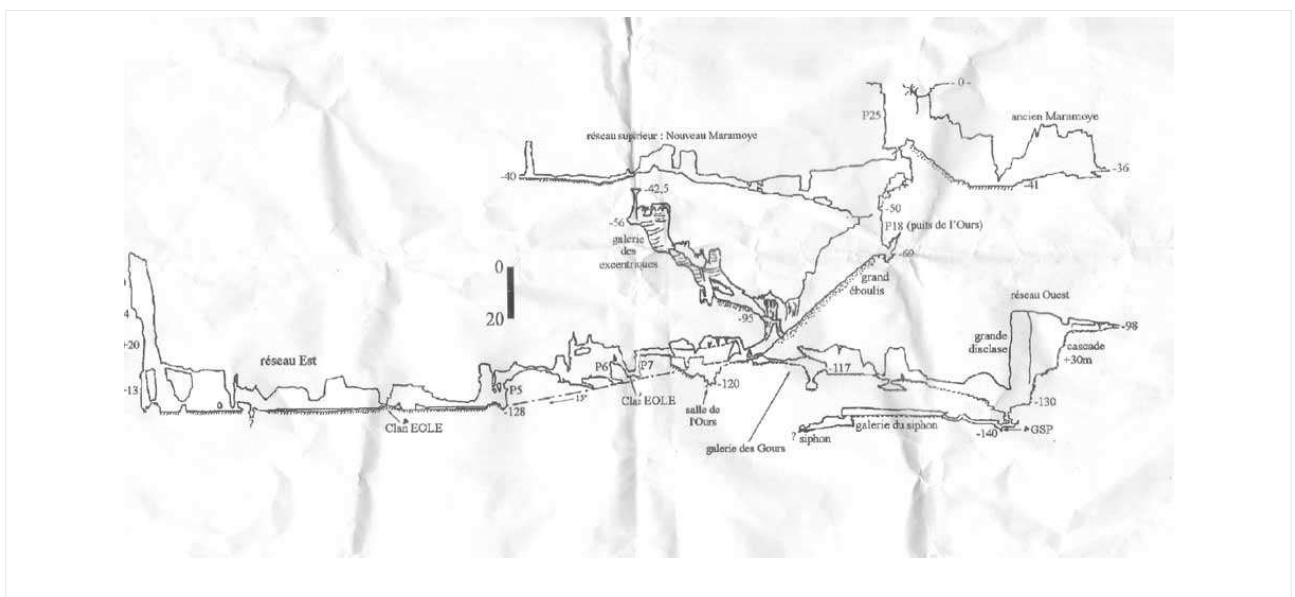 - 0 -
P25
ancien Maramoye
réseau supérieur : Nouveau Maramoye
-40
-36
-41
-42,5
-50
-56
P18 (puits de l'Ours)
galerie
des
excentriques
-60
grand
éboulis
0
20
réseau Ouest
-95
-98
grande
diaclase
cascade
+30m
+20
réseau Est
P6
P7
-117
-13
P5
-120
Clan EOLE
-130
-128
15°
salle de
l'Ours
Clan EOLE
galerie du siphon
? siphon
-140
GSP
galerie des Gours